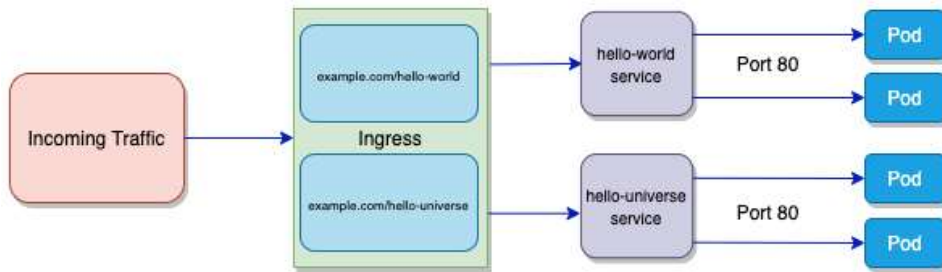 Incoming Traffic
example.com/hello-world
Ingress
example.com/hello-universe
hello-world
service
Port 80
Pod
Pod
hello-universe
service
Port 80
Pod
Pod